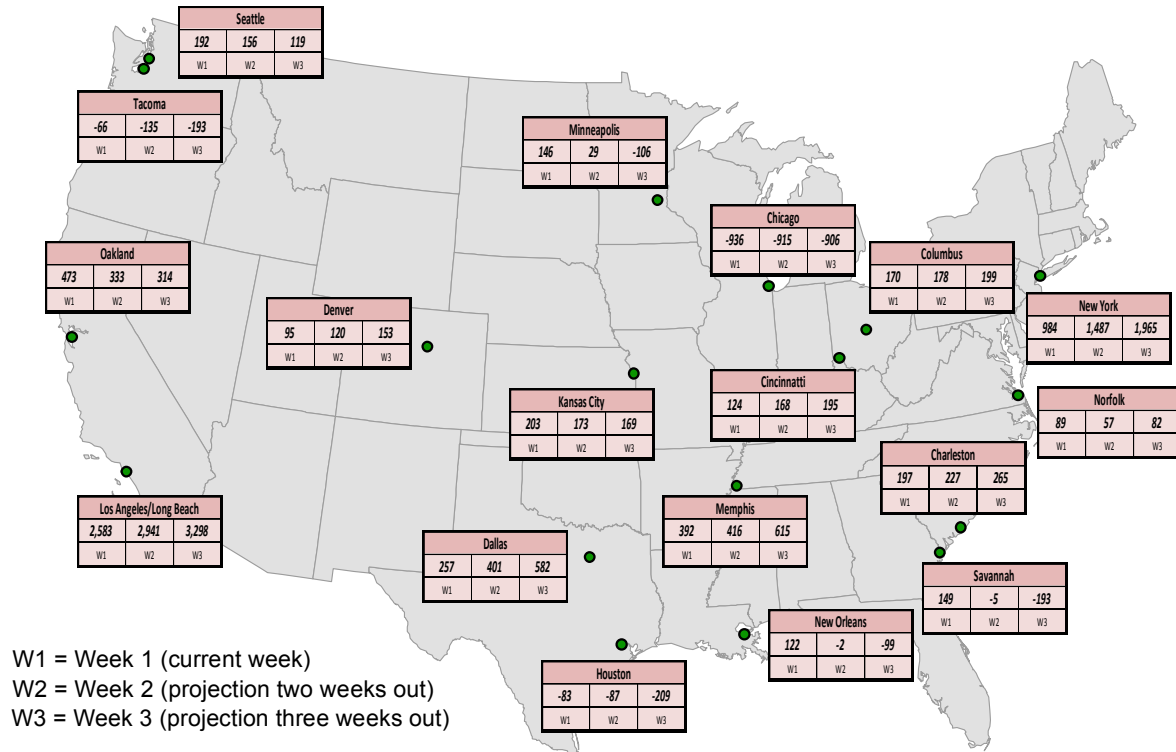 Seattle
192 156 119
W1 W2 W3
Tacoma
-66 -135 -193
W1 W2 W3
Minneapolis
146 29 -106
W1 W2 W3
Chicago
-936 -915 -906
W1 W2 W3
Oakland
473 333 314
W1 W2 W3
Columbus
170 178 199
W1 W2 W3
Denver
95 120 153
W1 W2 W3
New York
984 1,487 1,965
W1 W2 W3
Cincinnatti
124 168 195
W1 W2 W3
Kansas City
203 173 169
W1 W2 W3
Norfolk
89 57 82
W1 W2 W3
Charleston
197 227 265
W1 W2 W3
Los Angeles/Long Beach
2,583 2,941 3,298
W1 W2 W3
Memphis
392 416 615
W1 W2 W3
Dallas
257 401 582
W1 W2 W3
Savannah
149 -5 -193
W1 W2 W3
New Orleans
122 -2 -99
W1 W2 W3
Houston
-83 -87 -209
W1 W2 W3
W1 = Week 1 (current week)
W2 = Week 2 (projection two weeks out)
W3 = Week 3 (projection three weeks out)